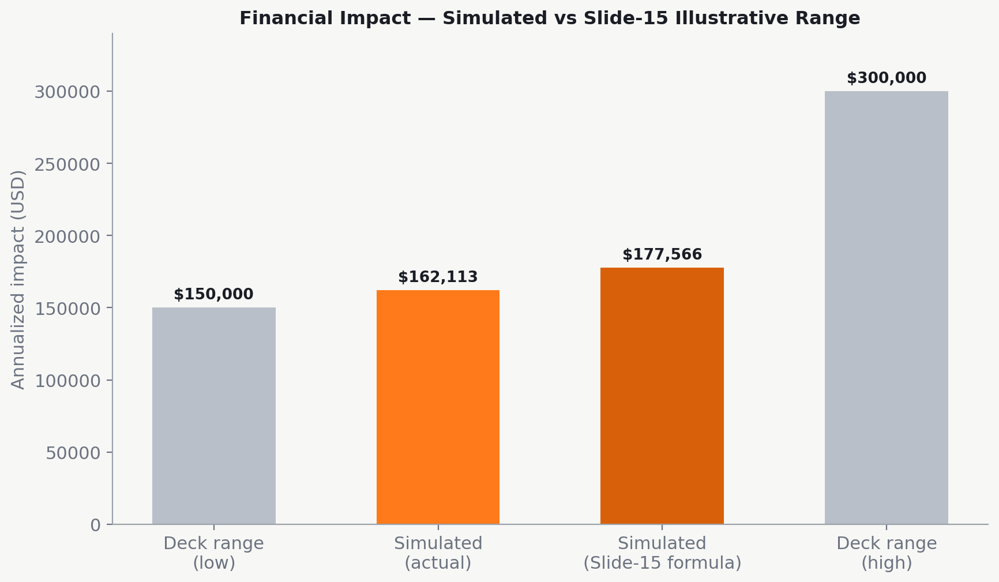 Financial Impact — Simulated vs Slide-15 Illustrative Range
Annualized impact (USD)
300000
250000
200000
150000
100000
50000
0
$150,000
$162,113
$177,566
$300,000
Deck range
(low)
Simulated
(actual)
Simulated
(Slide-15 formula)
Deck range
(high)